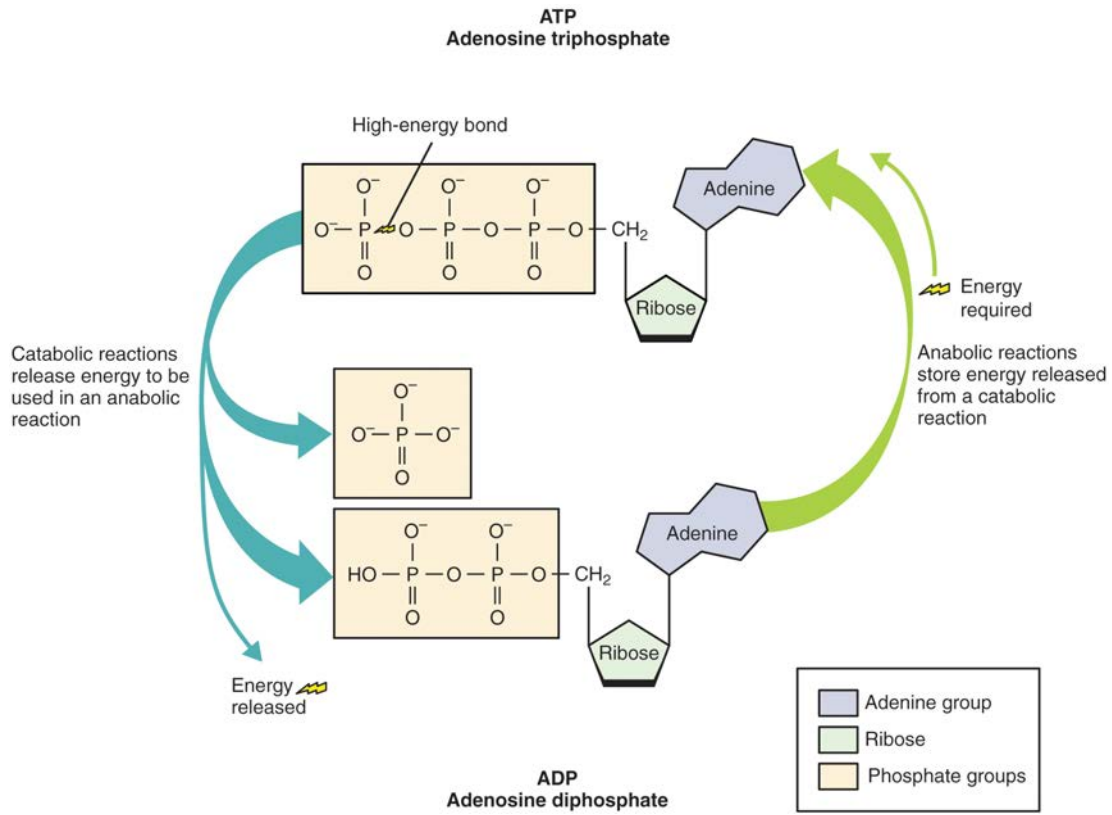 ATP
Adenosine triphosphate
High-energy bond
O⁻ O⁻ O⁻
Adenine
O⁻ P O P O P O CH₂
O O O
Ribose
Energy
required
Catabolic reactions
release energy to be
used in an anabolic
reaction
Anabolic reactions
store energy released
from a catabolic
reaction
O⁻
O⁻ P O⁻
O
O⁻ O⁻
Adenine
HO P O P O CH₂
O O
Ribose
Energy
released
Adenine group
Ribose
Phosphate groups
ADP
Adenosine diphosphate